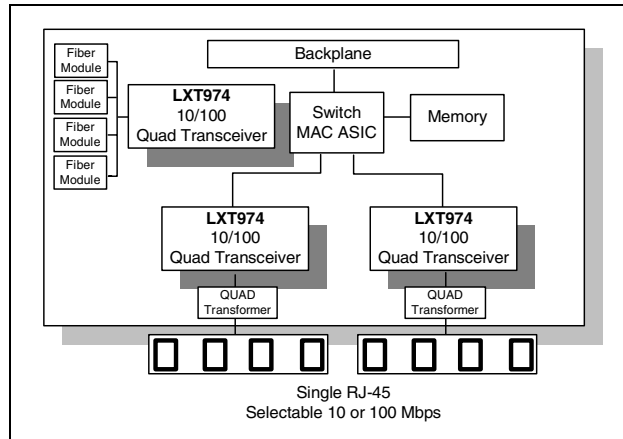 Backplane
Fiber
Module
Fiber
Module
Fiber
Module
Fiber
Module
LXT974
10/100
Quad Transceiver
Switch
MAC ASIC
Memory
LXT974
10/100
Quad Transceiver
LXT974
10/100
Quad Transceiver
QUAD
Transformer
QUAD
Transformer
Single RJ-45
Selectable 10 or 100 Mbps